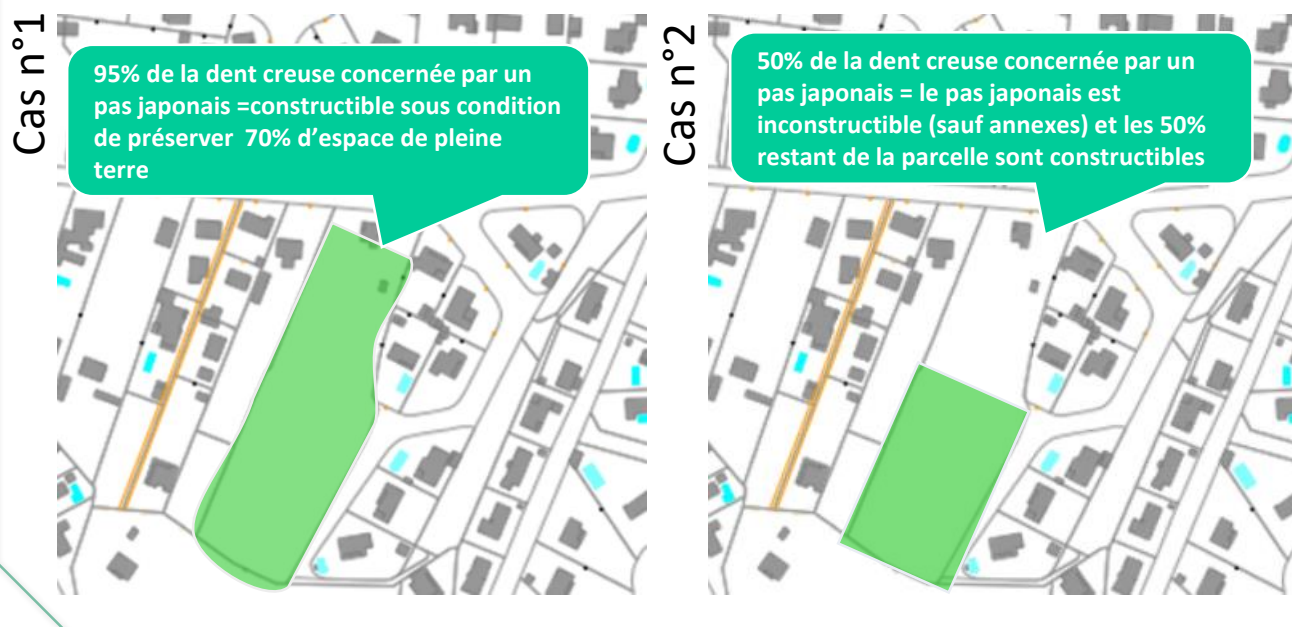 Cas n°1
95% de la dent creuse concernée par un
pas japonais =constructible sous condition
de préserver 70% d'espace de pleine
terre
Cas n°2
50% de la dent creuse concernée par un
pas japonais = le pas japonais est
inconstructible (sauf annexes) et les 50%
restant de la parcelle sont constructibles